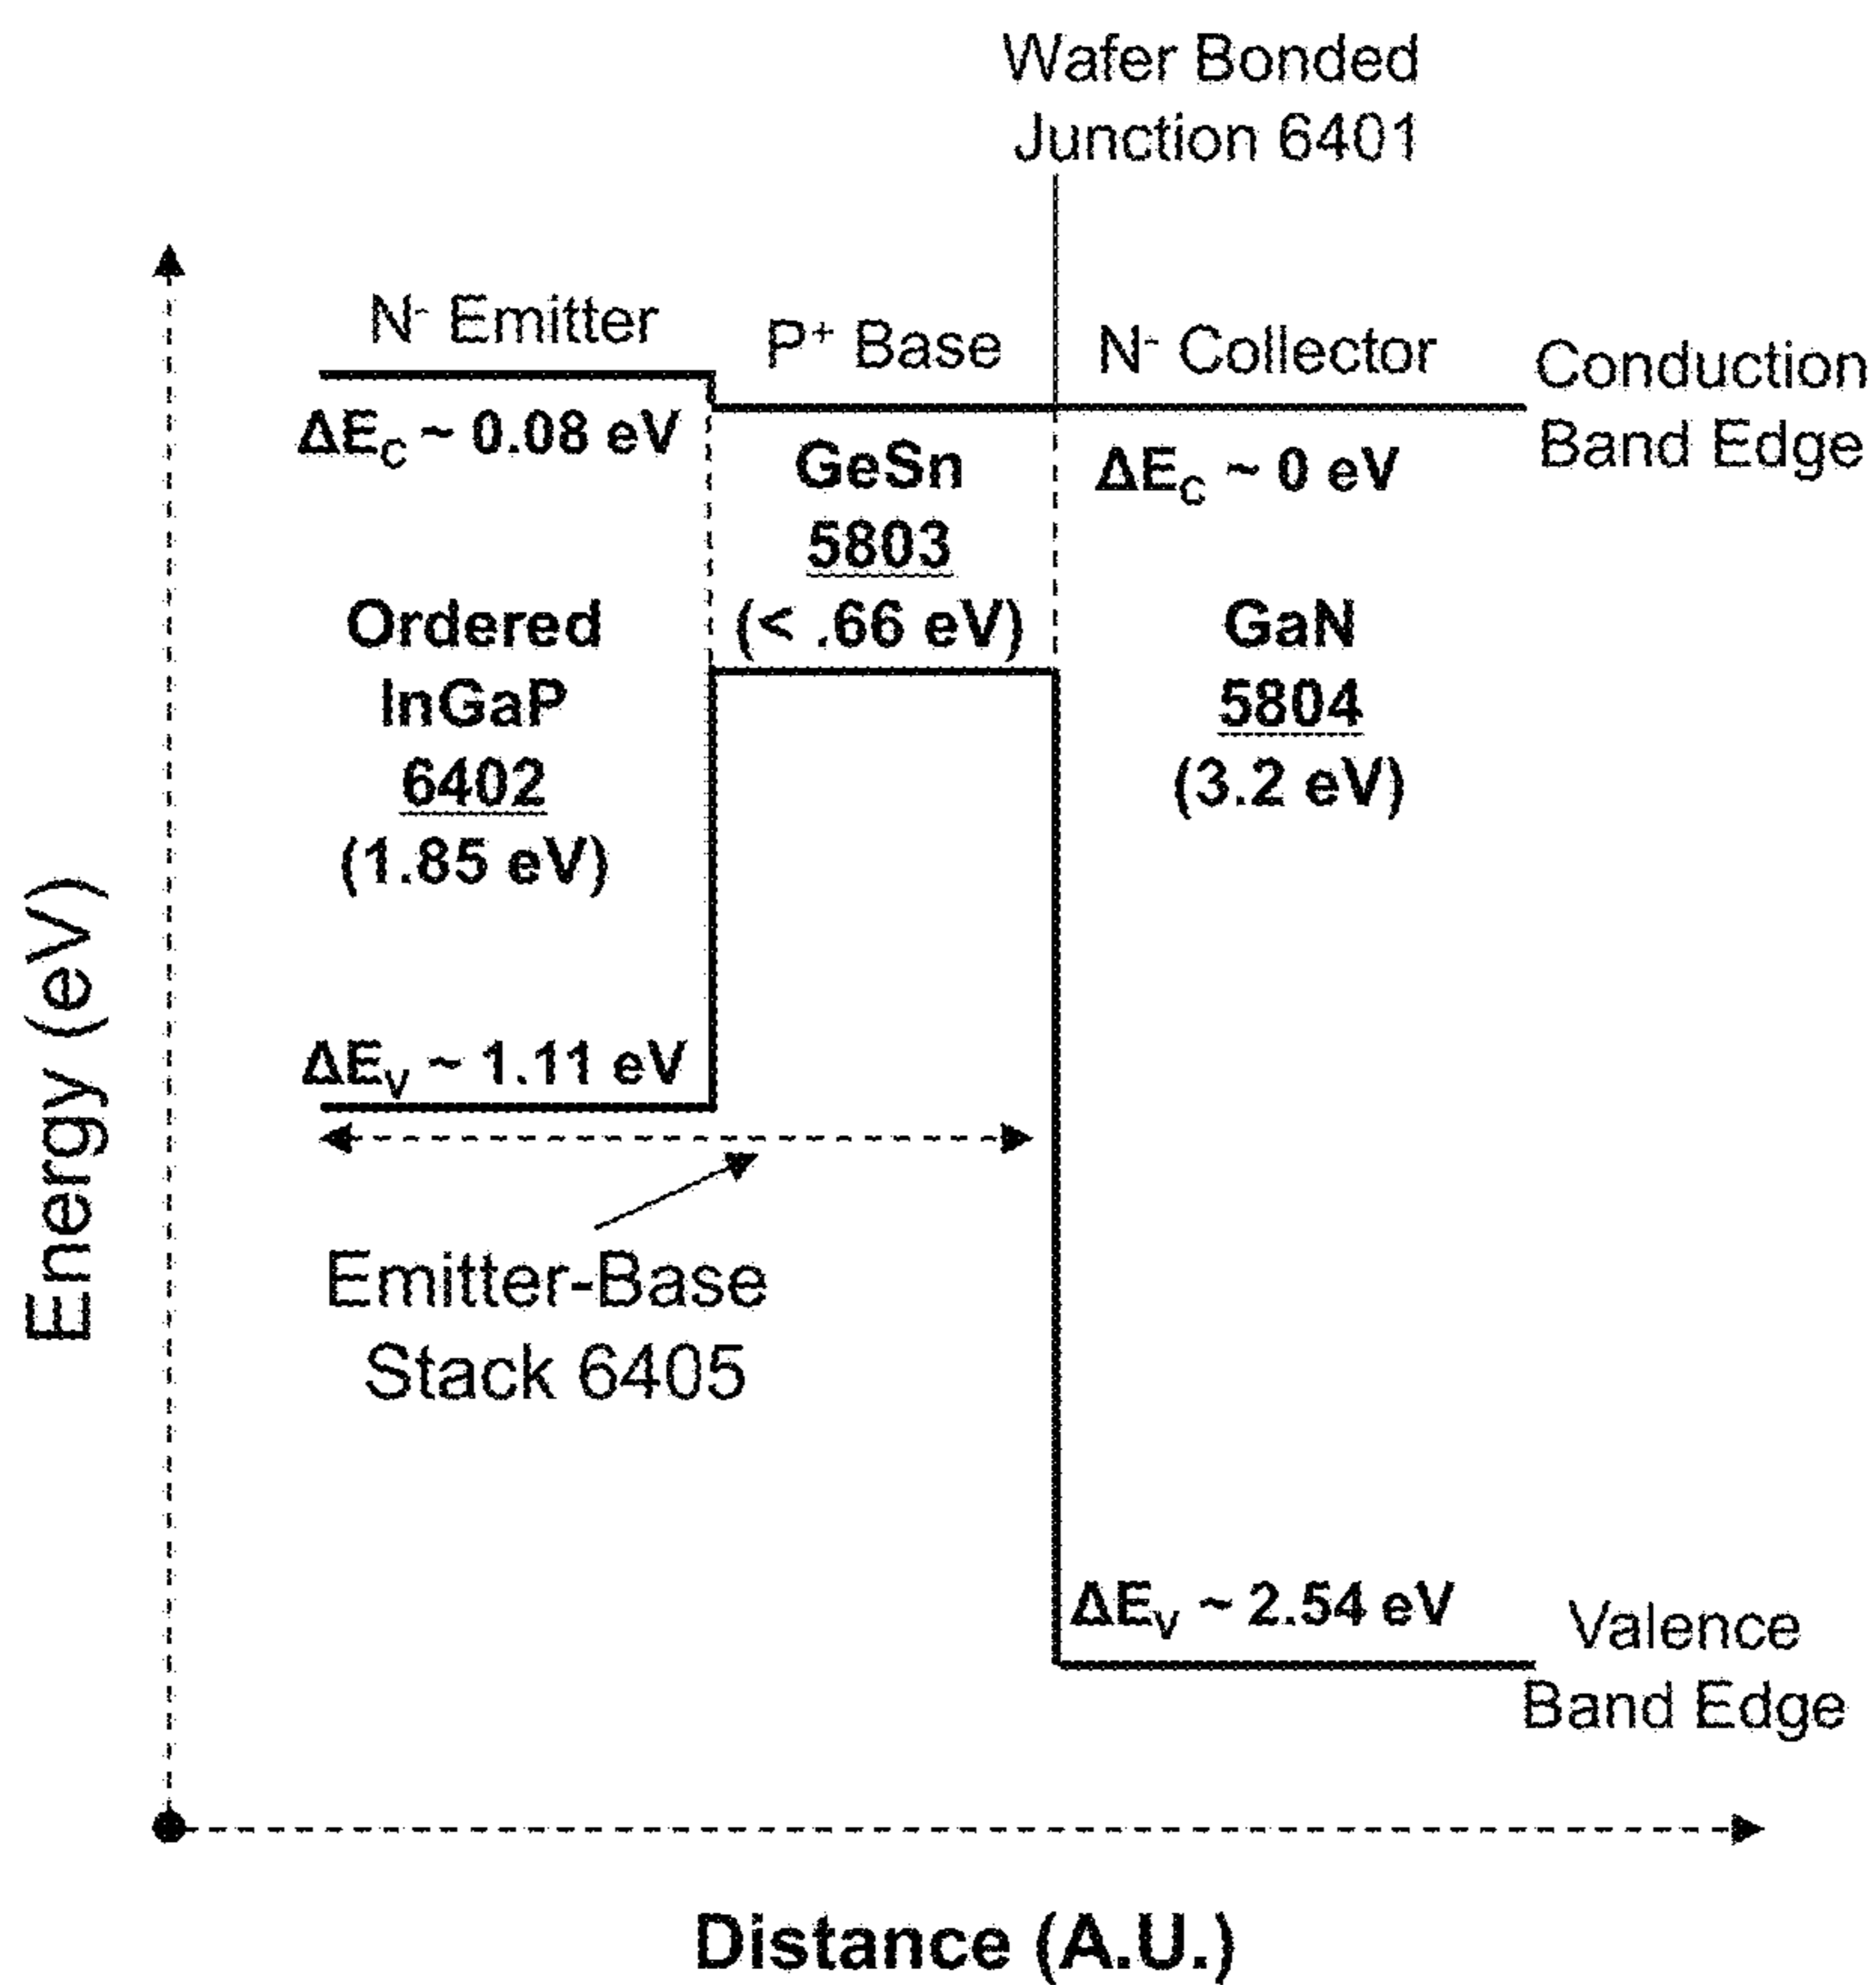 Wafer Bonded
Junction 6401
N- Emitter
P+ Base
N- Collector
Conduction
Band Edge
ΔEC ~ 0.08 eV
GeSn
5803
(< .66 eV)
ΔEC ~ 0 eV
Ordered
InGaP
6402
(1.85 eV)
GaN
5804
(3.2 eV)
Energy (eV)
ΔEV ~ 1.11 eV
Emitter-Base
Stack 6405
ΔEV ~ 2.54 eV
Valence
Band Edge
Distance (A.U.)